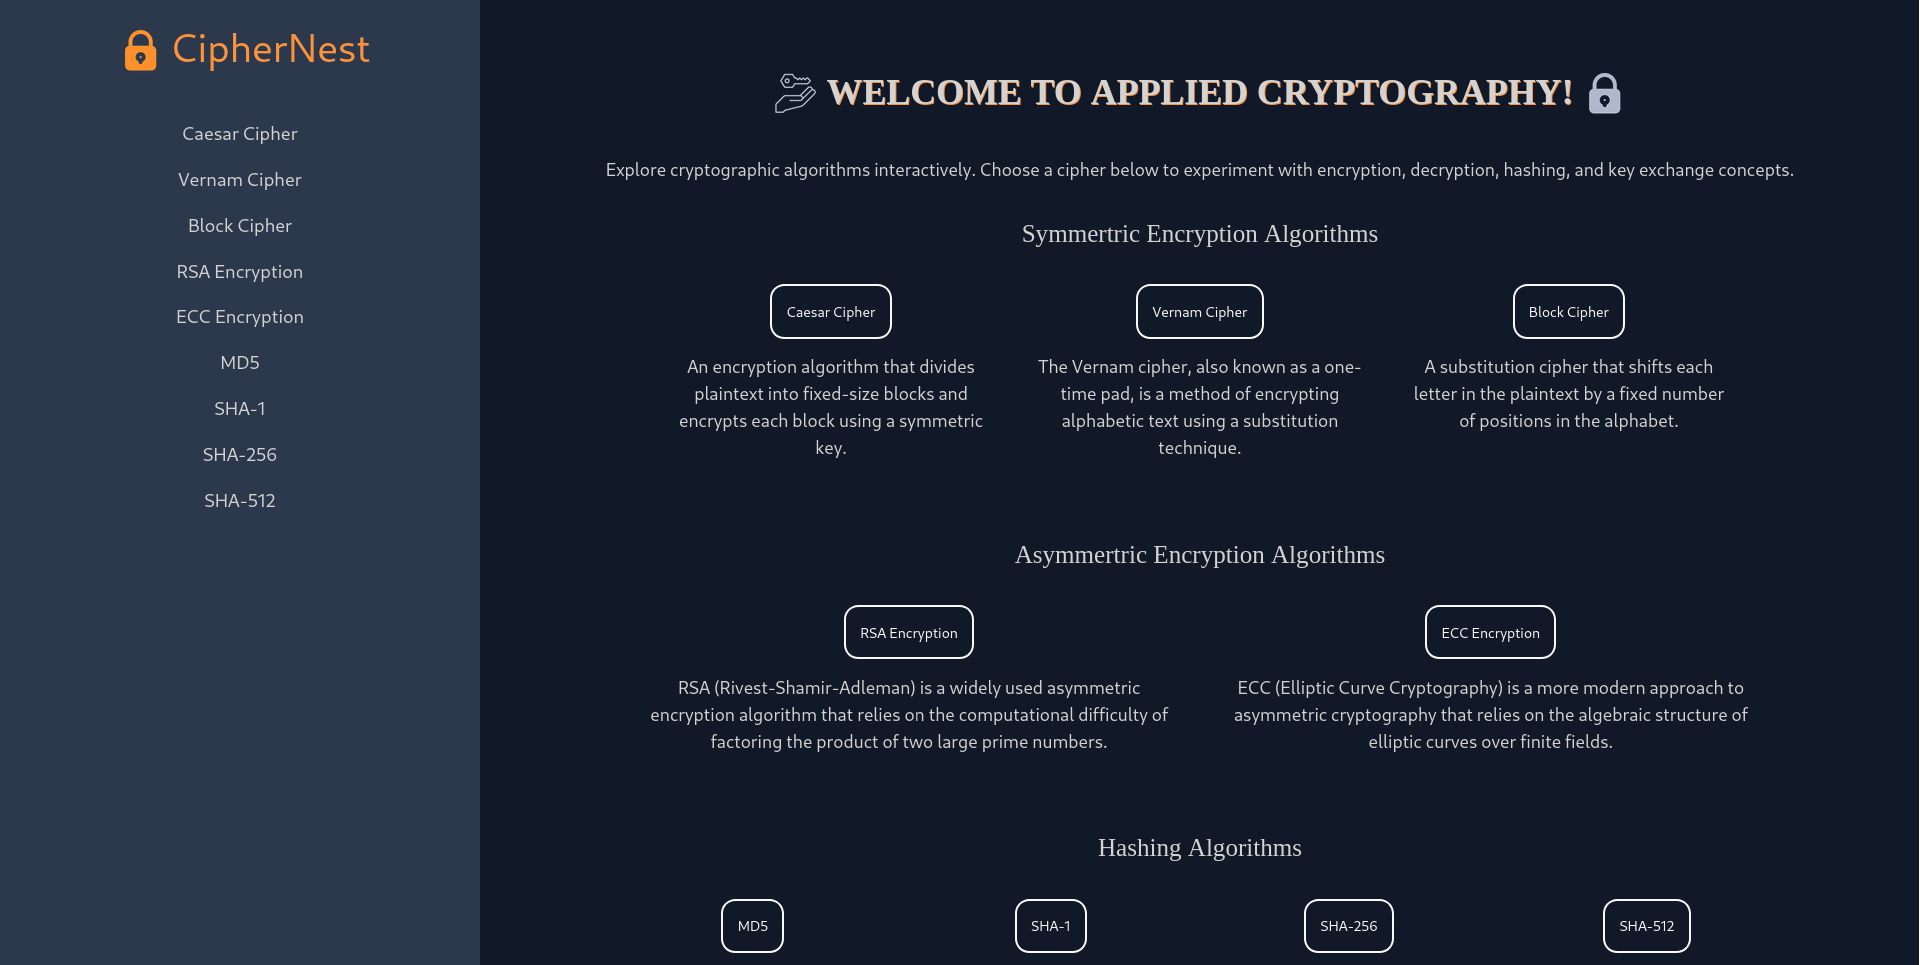 CipherNest
Caesar Cipher
Vernam Cipher
Block Cipher
RSA Encryption
ECC Encryption
MD5
SHA-1
SHA-256
SHA-512
WELCOME TO APPLIED CRYPTOGRAPHY!
Explore cryptographic algorithms interactively. Choose a cipher below to experiment with encryption, decryption, hashing, and key exchange concepts.
Symmertric Encryption Algorithms
Caesar Cipher
An encryption algorithm that divides
plaintext into fixed-size blocks and
encrypts each block using a symmetric
key.
Vernam Cipher
The Vernam cipher, also known as a one-
time pad, is a method of encrypting
alphabetic text using a substitution
technique.
Block Cipher
A substitution cipher that shifts each
letter in the plaintext by a fixed number
of positions in the alphabet.
Asymmertric Encryption Algorithms
RSA Encryption
RSA (Rivest-Shamir-Adleman) is a widely used asymmetric
encryption algorithm that relies on the computational difficulty of
factoring the product of two large prime numbers.
ECC Encryption
ECC (Elliptic Curve Cryptography) is a more modern approach to
asymmetric cryptography that relies on the algebraic structure of
elliptic curves over finite fields.
Hashing Algorithms
MD5
SHA-1
SHA-256
SHA-512